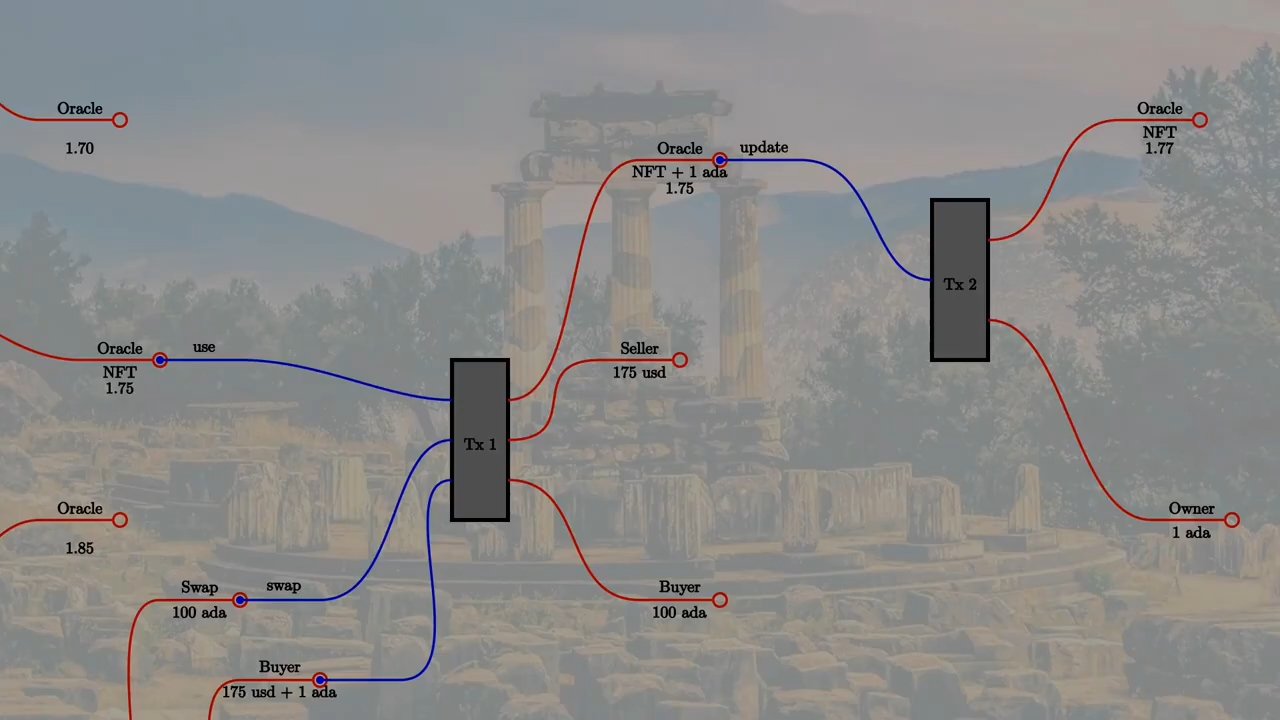 Oracle
1.70
Oracle
NFT
1.75
use
Oracle
1.85
Swap
100 ada
swap
Buyer
175 usd + 1 ada
Tx 1
Oracle
NFT + 1 ada
1.75
update
Seller
175 usd
Buyer
100 ada
Tx 2
Oracle
NFT
1.77
Owner
1 ada